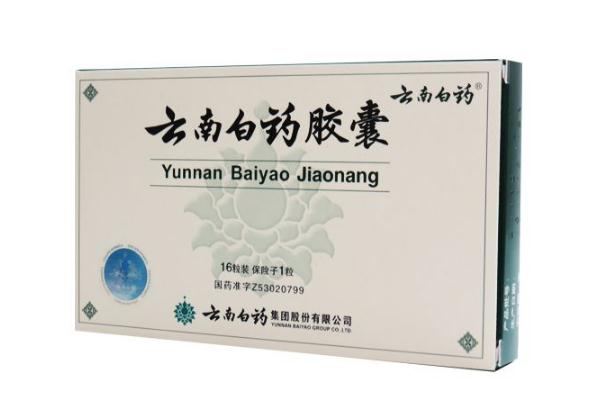 云南白药®
云南白药胶囊
Yunnan Baiyao Jiaonang
16粒装 保险子1粒
国药准字Z53020799
云南白药集团股份有限公司
YUNNAN BAIYAO GROUP CO.,LTD.